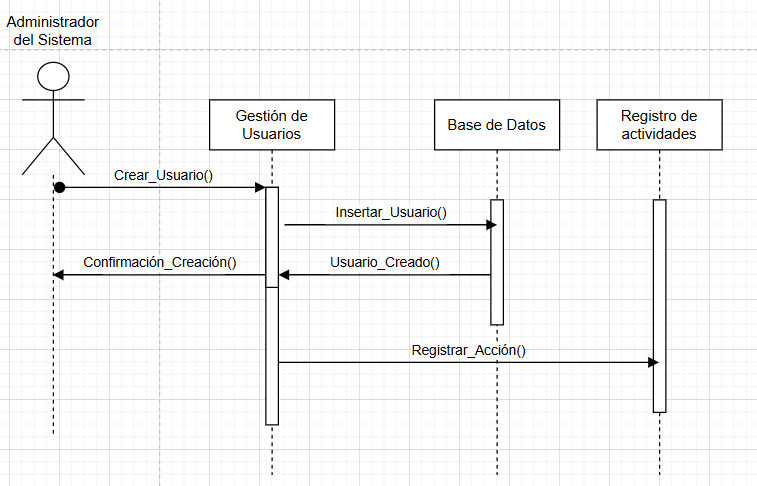 Administrador
del Sistema
Gestión de
Usuarios
Base de Datos
Registro de
actividades
Crear_Usuario()
Insertar_Usuario()
Confirmación_Creación()
Usuario_Creado()
Registrar_Acción()